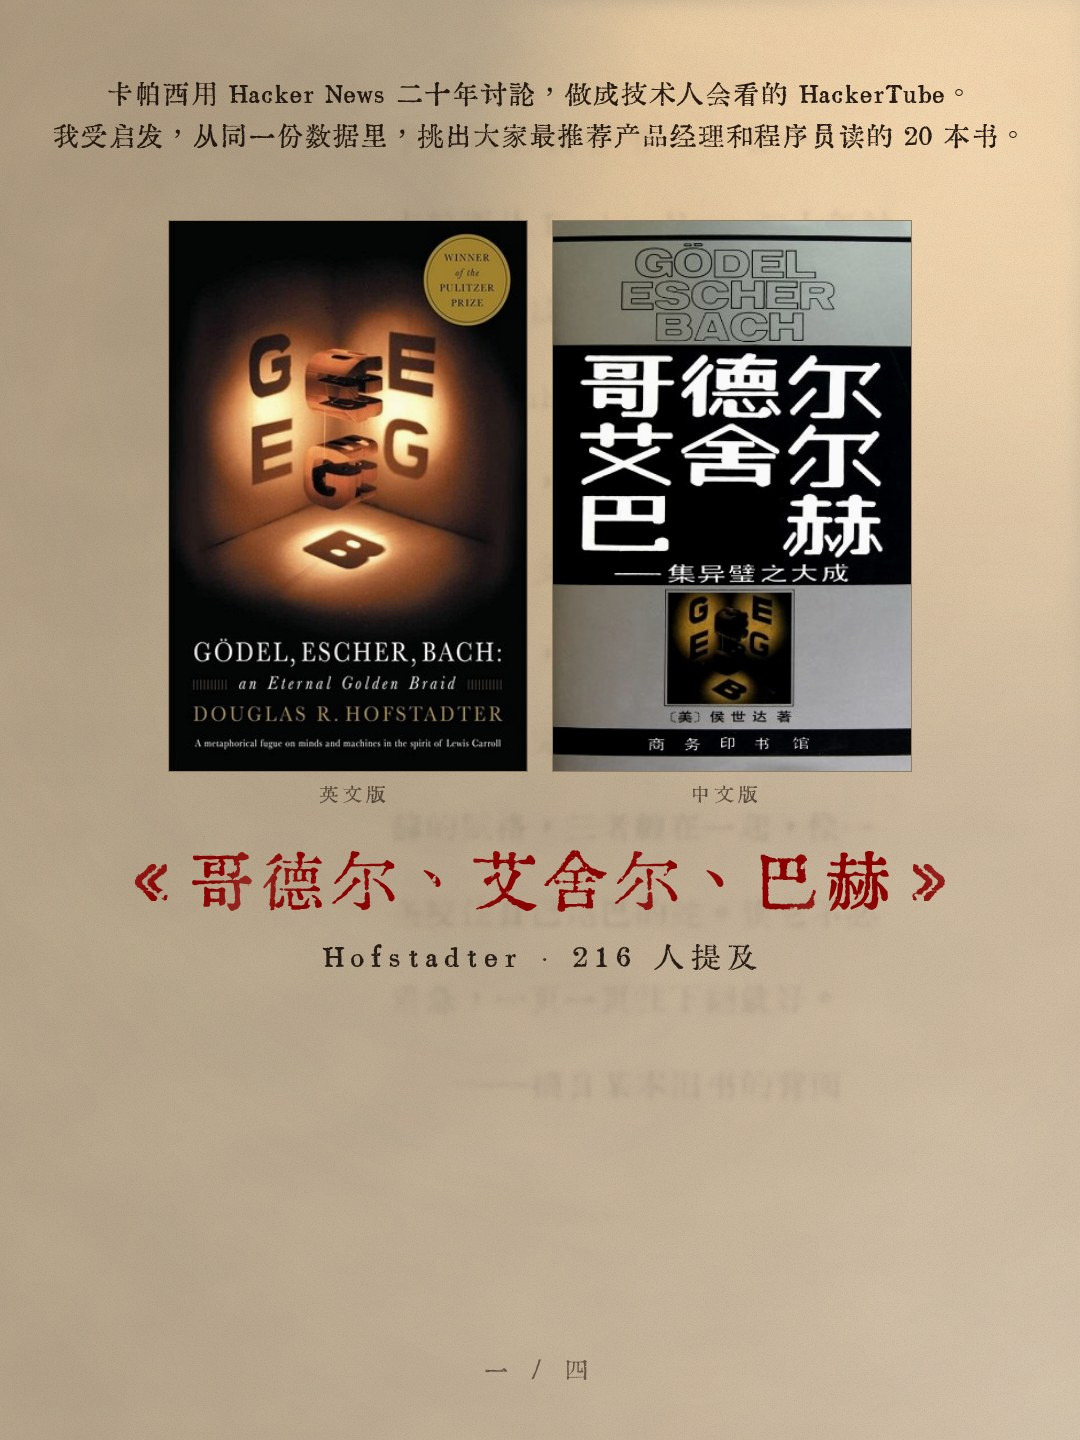 卡帕西用 Hacker News 二十年讨論，做成技术人会看的 HackerTube。
我受启发，从同一份数据里，挑出大家最推荐产品经理和程序员读的 20 本书。
WINNER
of the
PULITZER
PRIZE
G E
E G
B
GÖDEL, ESCHER, BACH:
an Eternal Golden Braid
DOUGLAS R. HOFSTADTER
A metaphorical fugue on minds and machines in the spirit of Lewis Carroll
英文版
GÖDEL
ESCHER
BACH
哥德尔
艾舍尔
巴 赫
——集异璧之大成
G E
E G
B
〔美〕侯世达 著
商务印书馆
中文版
《哥德尔、艾舍尔、巴赫》
Hofstadter · 216 人提及
一 / 四